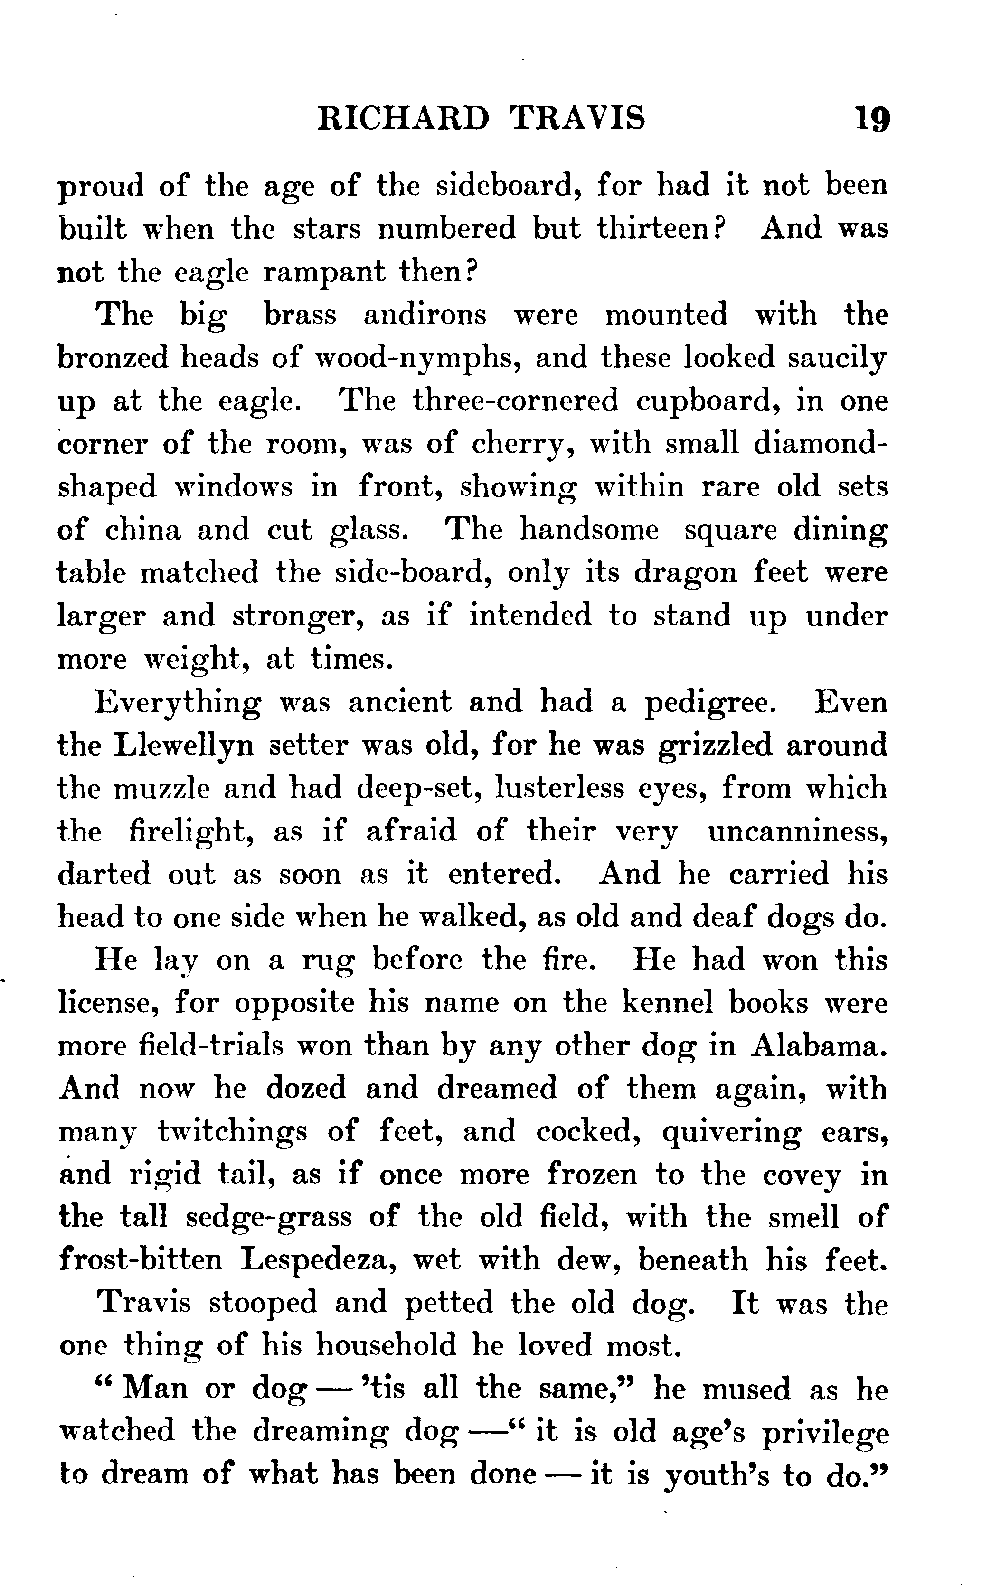 RICHARD TRAVIS 19
proud of the age of the sideboard, for had it not been
built when the stars numbered but thirteen? And was
not the eagle rampant then?
The big brass andirons were mounted with the
bronzed heads of wood-nymphs, and these looked saucily
up at the eagle. The three-cornered cupboard, in one
corner of the room, was of cherry, with small diamond-
shaped windows in front, showing within rare old sets
of china and cut glass. The handsome square dining
table matched the side-board, only its dragon feet were
larger and stronger, as if intended to stand up under
more weight, at times.
Everything was ancient and had a pedigree. Even
the Llewellyn setter was old, for he was grizzled around
the muzzle and had deep-set, lusterless eyes, from which
the firelight, as if afraid of their very uncanniness,
darted out as soon as it entered. And he carried his
head to one side when he walked, as old and deaf dogs do.
He lay on a rug before the fire. He had won this
license, for opposite his name on the kennel books were
more field-trials won than by any other dog in Alabama.
And now he dozed and dreamed of them again, with
many twitchings of feet, and cocked, quivering ears,
and rigid tail, as if once more frozen to the covey in
the tall sedge-grass of the old field, with the smell of
frost-bitten Lespedeza, wet with dew, beneath his feet.
Travis stooped and petted the old dog. It was the
one thing of his household he loved most.
“ Man or dog — ’tis all the same,” he mused as he
watched the dreaming dog —“ it is old age’s privilege
to dream of what has been done — it is youth’s to do.”